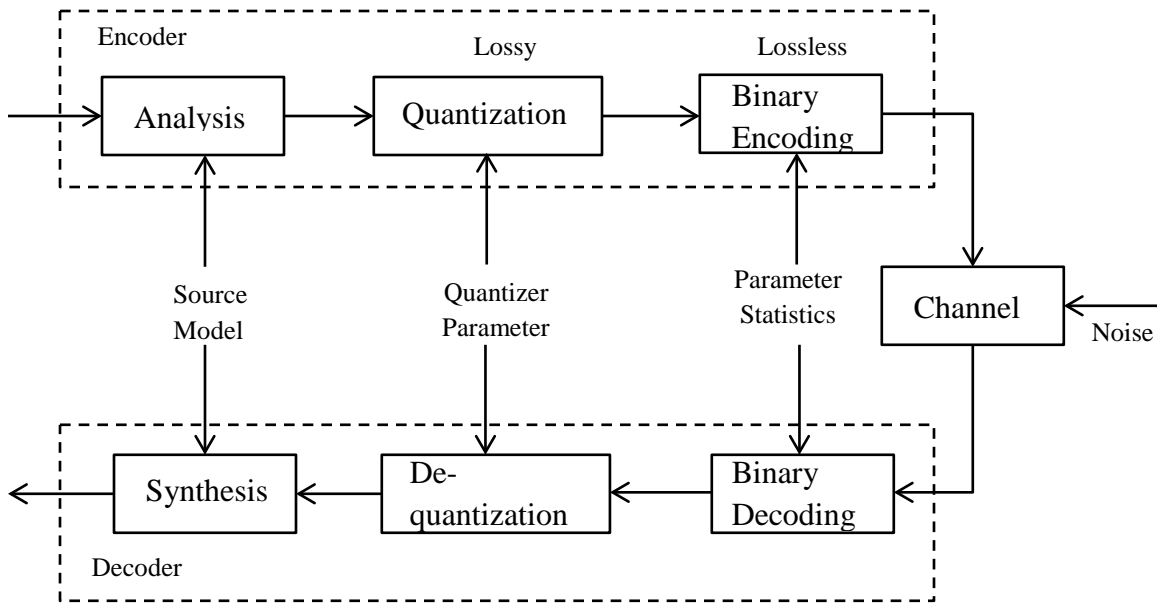 Encoder
Lossy
Lossless
Analysis
Quantization
Binary
Encoding
Source
Model
Quantizer
Parameter
Parameter
Statistics
Channel
Noise
Synthesis
De-
quantization
Binary
Decoding
Decoder